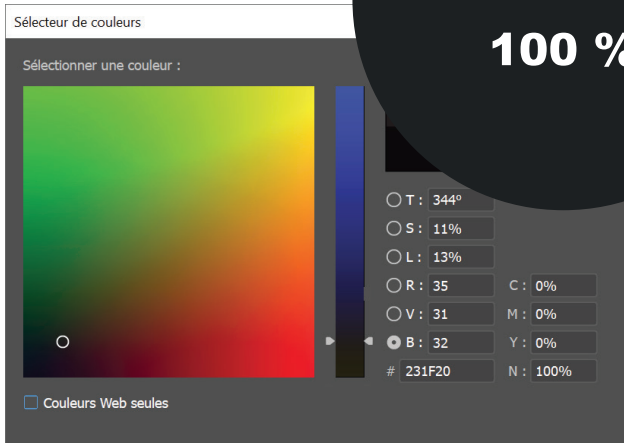 Sélecteur de couleurs
100 %
Sélectionner une couleur :
T : 344º
S : 11%
L : 13%
R : 35 C : 0%
V : 31 M : 0%
B : 32 Y : 0%
# 231F20 N : 100%
Couleurs Web seules